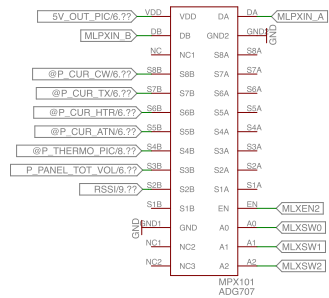 5V_OUT_PIC/6.?? VDD VDD DA DA MLPXIN_A
MLPXIN_B DB DB GND2 GND2 GND
NC NC1 S8A S8A
@P_CUR_CW/6.?? S8B S8B S7A S7A
@P_CUR_TX/6.?? S7B S7B S6A S6A
@P_CUR_HTR/6.?? S6B S6B S5A S5A
@P_CUR_ATN/6.?? S5B S5B S4A S4A
@P_THERMO_PIC/8.?? S4B S4B S3A S3A
P_PANEL_TOT_VOL/6.?? S3B S3B S2A S2A
RSSI/9.?? S2B S2B S1A S1A
S1B S1B EN EN MLXEN2
GND GND1 GND A0 A0 MLXSW0
NC1 NC2 A1 A1 MLXSW1
NC2 NC3 A2 A2 MLXSW2
MPX101
ADG707